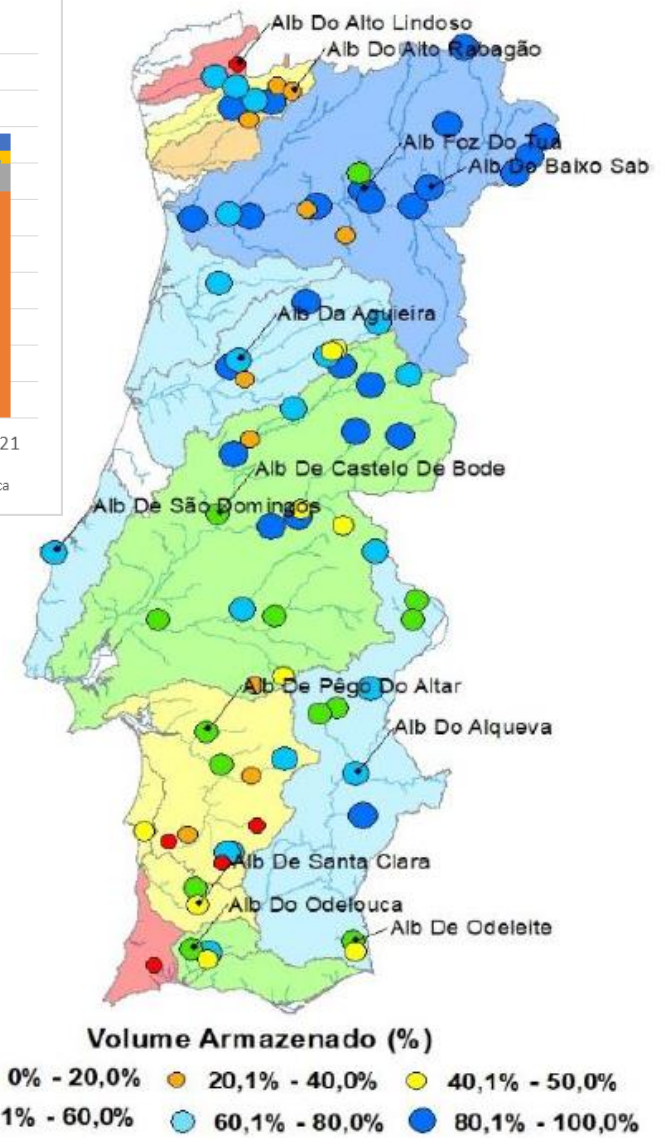 Alb Do Alto Lindoso
Alb Do Alto Rabagão
Alb Foz Do Tua
Alb Do Baixo Sab
Alb Da Aguieira
21
ca
Alb De Castelo De Bode
Alb De São Domingos
Alb De Pêgo Do Altar
Alb Do Alqueva
Alb De Santa Clara
Alb Do Odelouca
Alb De Odeleite
Volume Armazenado (%)
0% - 20,0% 20,1% - 40,0% 40,1% - 50,0%
1% - 60,0% 60,1% - 80,0% 80,1% - 100,0%